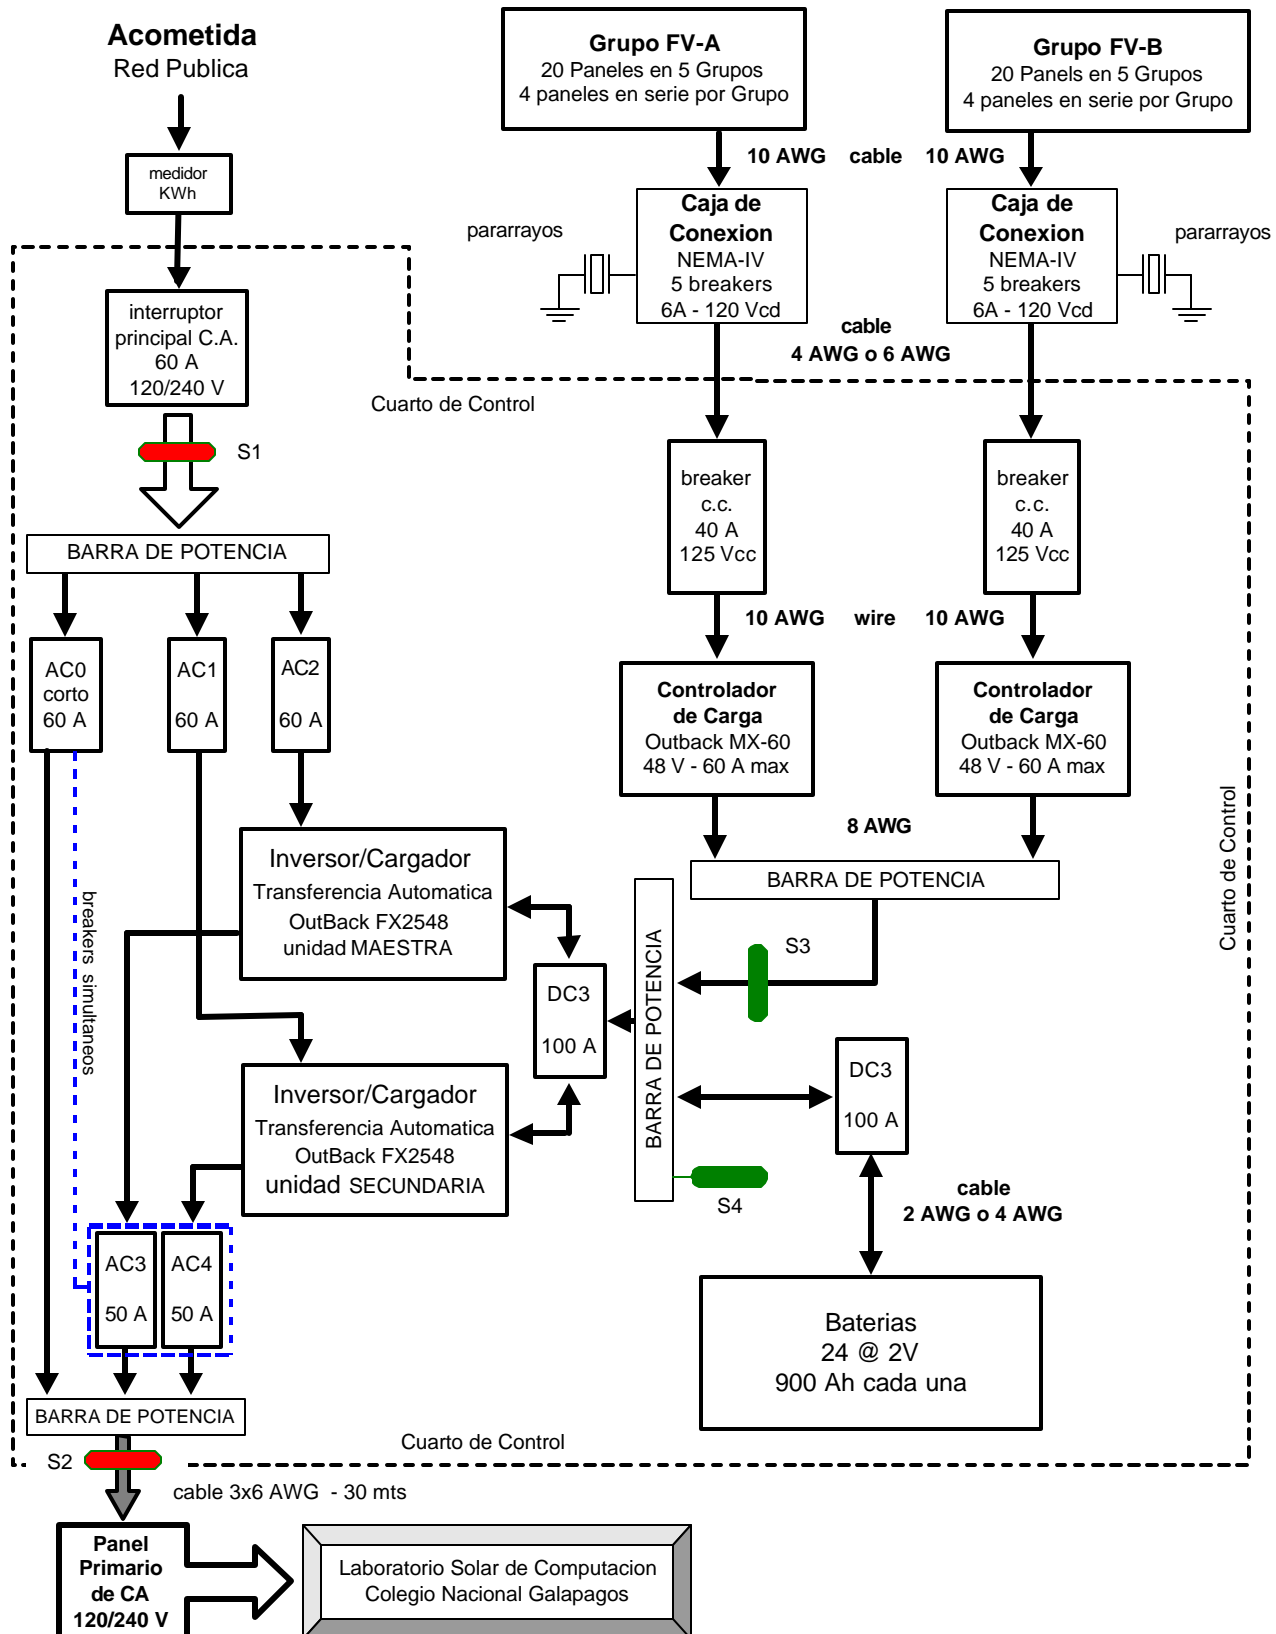 Acometida
Red Publica
medidor
KWh
Grupo FV-A
20 Paneles en 5 Grupos
4 paneles en serie por Grupo
Grupo FV-B
20 Panels en 5 Grupos
4 paneles en serie por Grupo
10 AWG cable 10 AWG
pararrayos
Caja de
Conexion
NEMA-IV
5 breakers
6A - 120 Vcd
Caja de
Conexion
NEMA-IV
5 breakers
6A - 120 Vcd
pararrayos
cable
4 AWG o 6 AWG
interruptor
principal C.A.
60 A
120/240 V
Cuarto de Control
S1
breaker
c.c.
40 A
125 Vcc
breaker
c.c.
40 A
125 Vcc
BARRA DE POTENCIA
10 AWG wire 10 AWG
AC0
corto
60 A
AC1
60 A
AC2
60 A
Controlador
de Carga
Outback MX-60
48 V - 60 A max
Controlador
de Carga
Outback MX-60
48 V - 60 A max
Cuarto de Control
8 AWG
BARRA DE POTENCIA
breakers simultaneos
Inversor/Cargador
Transferencia Automatica
OutBack FX2548
unidad MAESTRA
S3
BARRA DE POTENCIA
DC3
100 A
DC3
100 A
Inversor/Cargador
Transferencia Automatica
OutBack FX2548
unidad SECUNDARIA
S4
cable
2 AWG o 4 AWG
AC3
50 A
AC4
50 A
Baterias
24 @ 2V
900 Ah cada una
BARRA DE POTENCIA
Cuarto de Control
S2
cable 3x6 AWG - 30 mts
Panel
Primario
de CA
120/240 V
Laboratorio Solar de Computacion
Colegio Nacional Galapagos